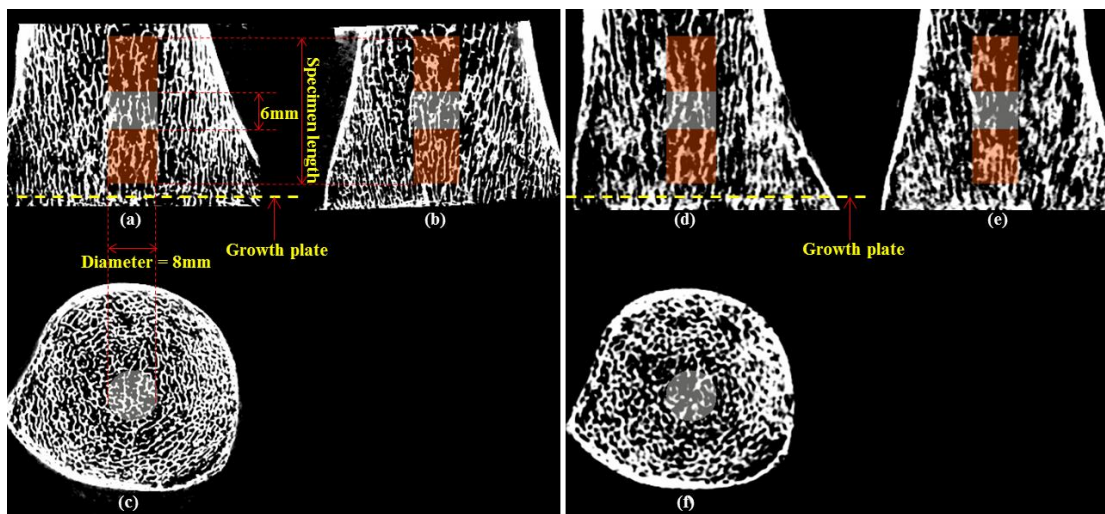 6mm
Specimen length
(a)
(b)
(d)
(e)
Growth plate
Growth plate
Diameter = 8mm
(c)
(f)